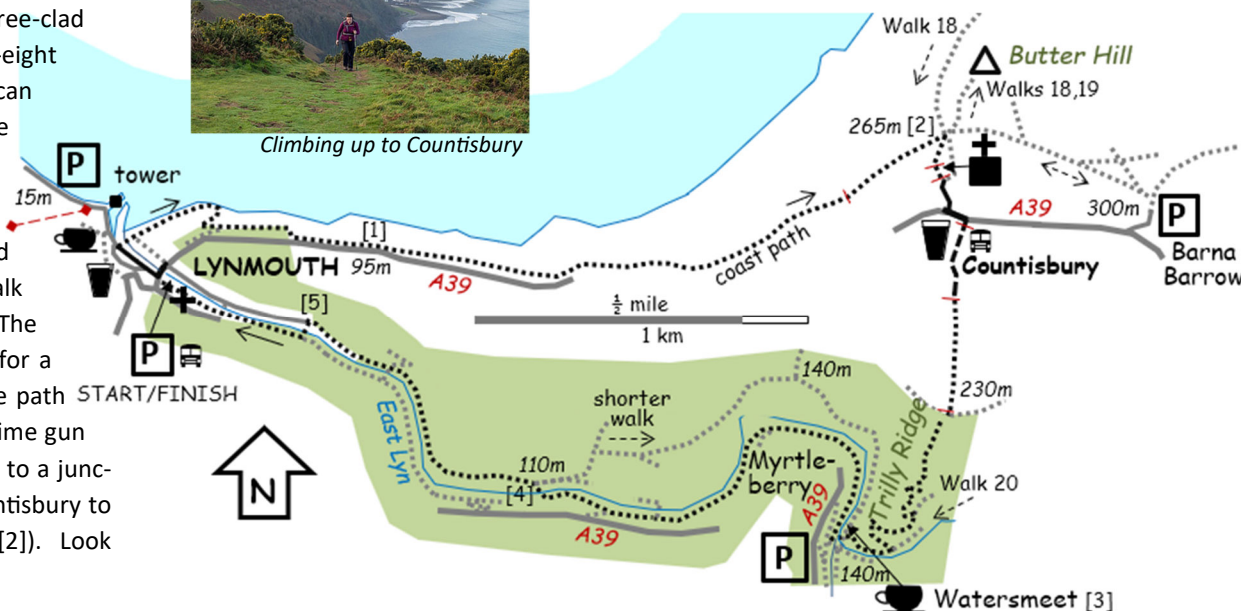 ree-clad
-eight
can
e
d
alk
The
for a
e path
ime gun
to a junc-
ntisbury to
[2]). Look
Climbing up to Countisbury
Walk 18
Butter Hill
Walks 18,19
265m [2]
P
tower
15m
[1]
LYNMOUTH
95m
A39
coast path
A39
300m
P
Barna
Barrow
Countisbury
½ mile
1 km
[5]
P
START/FINISH
N
East Lyn
shorter
walk
140m
230m
110m
[4]
Myrtle-
berry
A39
Trilly Ridge
Walk 20
A39
P
140m
Watersmeet [3]